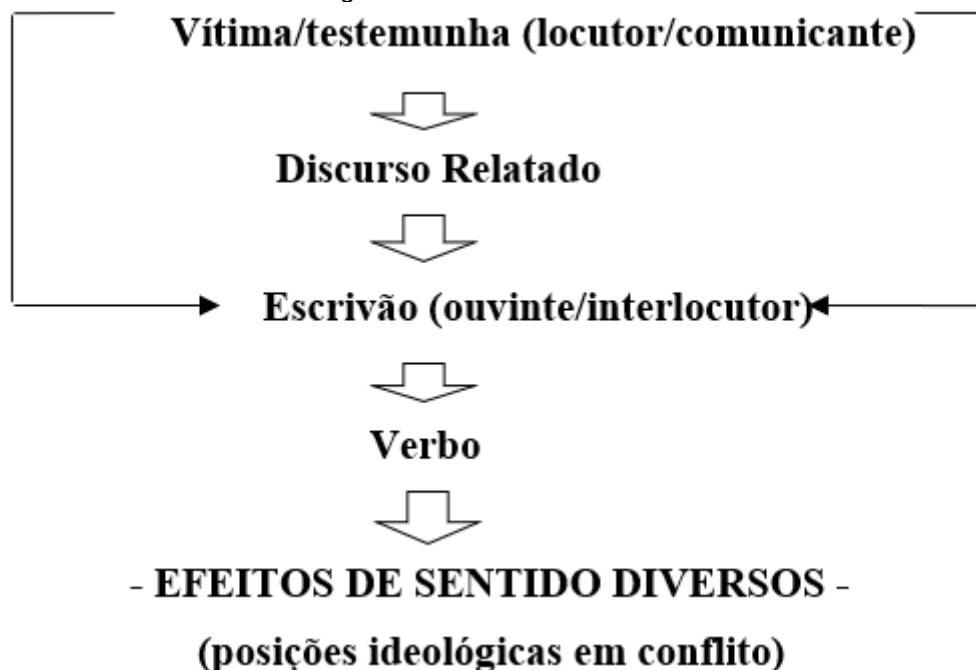 Vítima/testemunha (locutor/comunicante)
Discurso Relatado
Escrivão (ouvinte/interlocutor)
Verbo
- EFEITOS DE SENTIDO DIVERSOS -
(posições ideológicas em conflito)